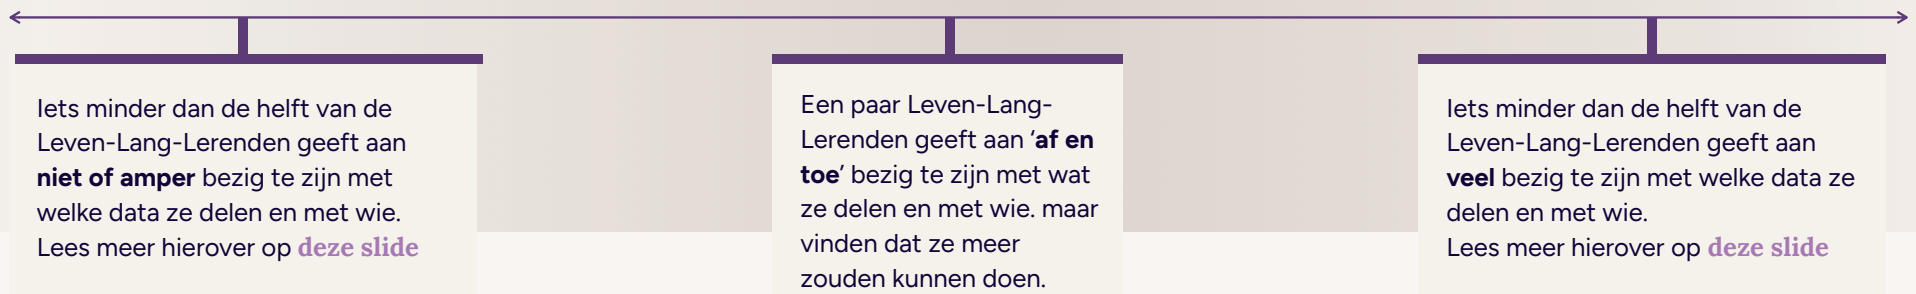 Iets minder dan de helft van de
Leven-Lang-Lerenden geeft aan
niet of amper bezig te zijn met
welke data ze delen en met wie.
Lees meer hierover op deze slide
Een paar Leven-Lang-
Lerenden geeft aan ‘af en
toe’ bezig te zijn met wat
ze delen en met wie. maar
vinden dat ze meer
zouden kunnen doen.
Iets minder dan de helft van de
Leven-Lang-Lerenden geeft aan
veel bezig te zijn met welke data ze
delen en met wie.
Lees meer hierover op deze slide